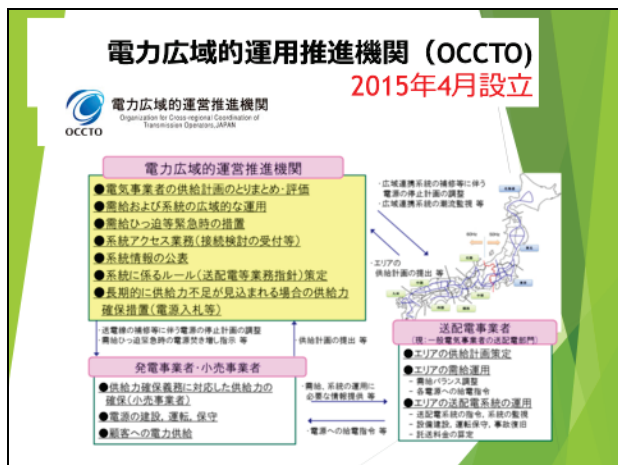 電力広域的運用推進機関（OCCTO)
2015年4月設立
OCCTO
電力広域的運営推進機関
Organization for Cross-regional Coordination of
Transmission Operators,JAPAN
電力広域的運営推進機関
●電気事業者の供給計画のとりまとめ・評価
●需給および系統の広域的な運用
●需給ひっ迫等緊急時の措置
●系統アクセス業務(接続検討の受付等)
●系統情報の公表
●系統に係るルール(送配電等業務指針)策定
●長期的に供給力不足が見込まれる場合の供給力
確保措置(電源入札等)
・広域連携系統の補修等に伴う
電源の停止計画の調整
・広域連携系統の潮流監視 等
・エリアの
供給計画の提出 等
60Hz
50Hz
・送電線の補修等に伴う電源の停止計画の調整
・需給ひっ迫緊急時の電源焚き増し指示 等
・供給計画の提出 等
発電事業者・小売事業者
●供給力確保義務に対応した供給力の
確保(小売事業者)
●電源の建設、運転、保守
●顧客への電力供給
・需給、系統の運用に
必要な情報提供 等
・電源への給電指令 等
送配電事業者
(現:一般電気事業者の送配電部門)
●エリアの供給計画策定
●エリアの需給運用
－ 需給バランス調整
－ 各電源への給電指令
●エリアの送配電系統の運用
－ 送配電系統の指令、系統の監視
－ 設備建設、運転保守、事故復旧
－ 託送料金の算定